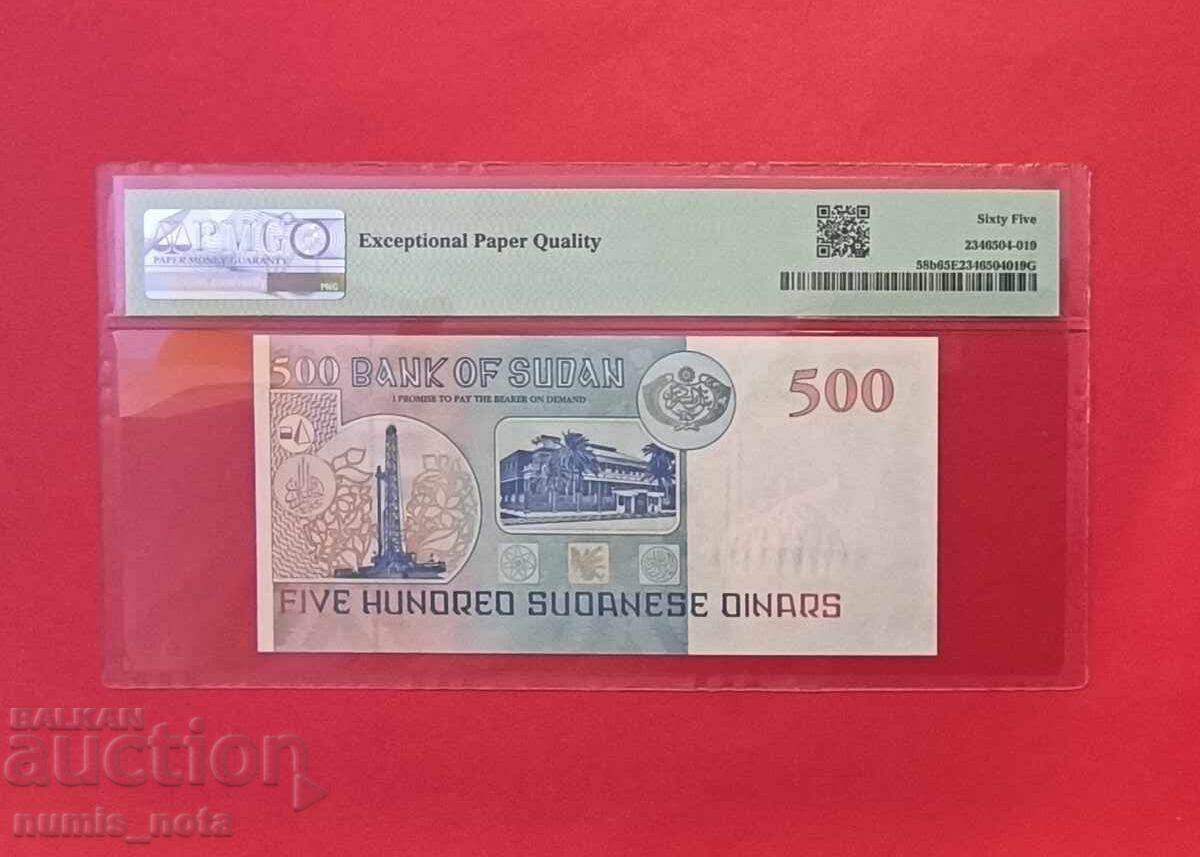 PMG
PAPER MONEY GUARANTY
PMG
Exceptional Paper Quality
Sixty Five
2346504-019
58b65E2346504019G
500 BANK OF SUDAN
I PROMISE TO PAY THE BEARER ON DEMAND
500
FIVE HUNDRED SUDANESE DINARS
BALKAN
auction
numis_nota